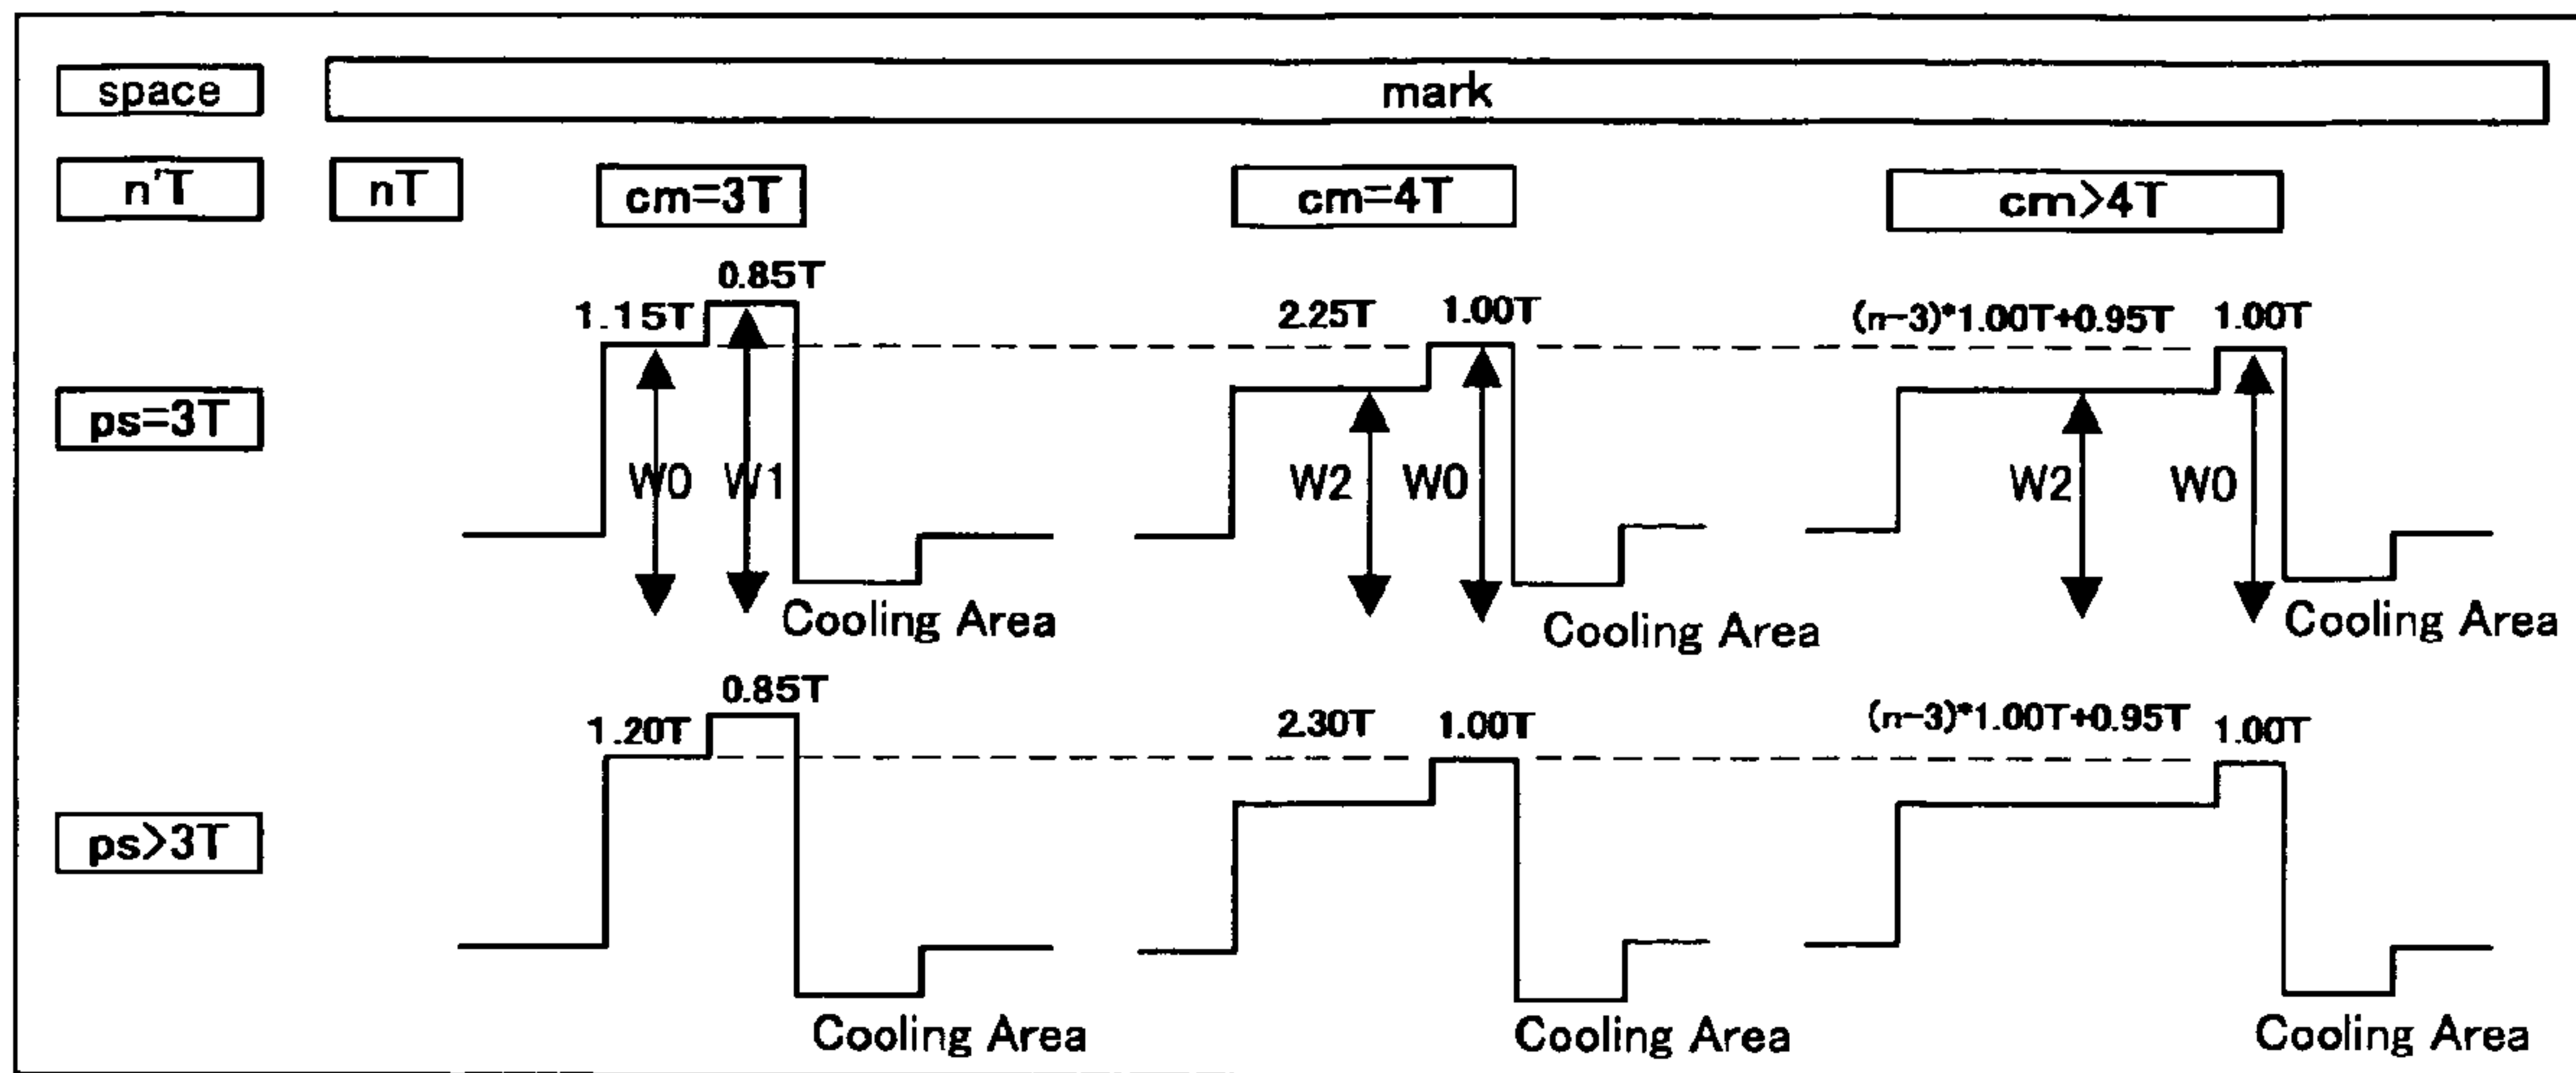 space mark
n'T nT cm=3T cm=4T cm>4T
0.85T
1.15T 2.25T 1.00T (n-3)*1.00T+0.95T 1.00T
ps=3T
W0 W1 W2 W0 W2 W0
Cooling Area Cooling Area Cooling Area
0.85T
1.20T 2.30T 1.00T (n-3)*1.00T+0.95T 1.00T
ps>3T
Cooling Area Cooling Area Cooling Area